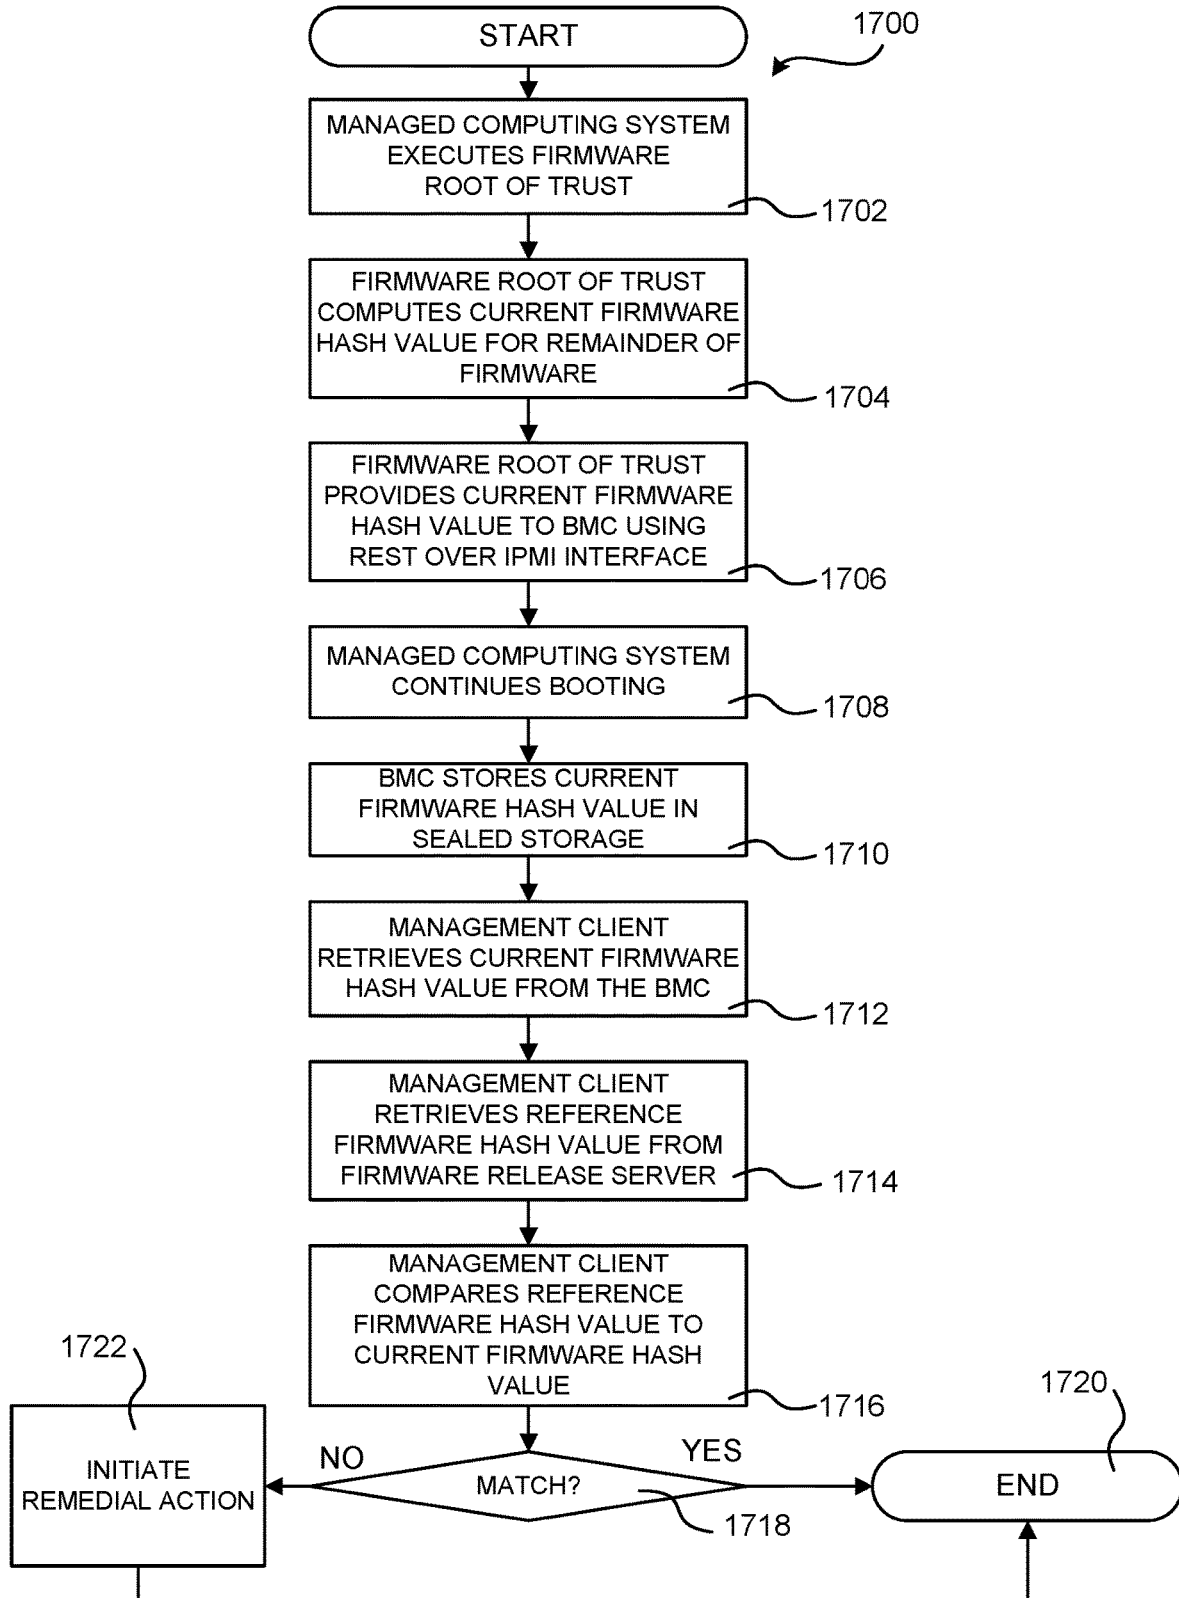 START
1700
MANAGED COMPUTING SYSTEM
EXECUTES FIRMWARE
ROOT OF TRUST
1702
FIRMWARE ROOT OF TRUST
COMPUTES CURRENT FIRMWARE
HASH VALUE FOR REMAINDER OF
FIRMWARE
1704
FIRMWARE ROOT OF TRUST
PROVIDES CURRENT FIRMWARE
HASH VALUE TO BMC USING
REST OVER IPMI INTERFACE
1706
MANAGED COMPUTING SYSTEM
CONTINUES BOOTING
1708
BMC STORES CURRENT
FIRMWARE HASH VALUE IN
SEALED STORAGE
1710
MANAGEMENT CLIENT
RETRIEVES CURRENT FIRMWARE
HASH VALUE FROM THE BMC
1712
MANAGEMENT CLIENT
RETRIEVES REFERENCE
FIRMWARE HASH VALUE FROM
FIRMWARE RELEASE SERVER
1714
MANAGEMENT CLIENT
COMPARES REFERENCE
FIRMWARE HASH VALUE TO
CURRENT FIRMWARE HASH
VALUE
1716
MATCH?
1718
NO
YES
1722
INITIATE
REMEDIAL ACTION
1720
END